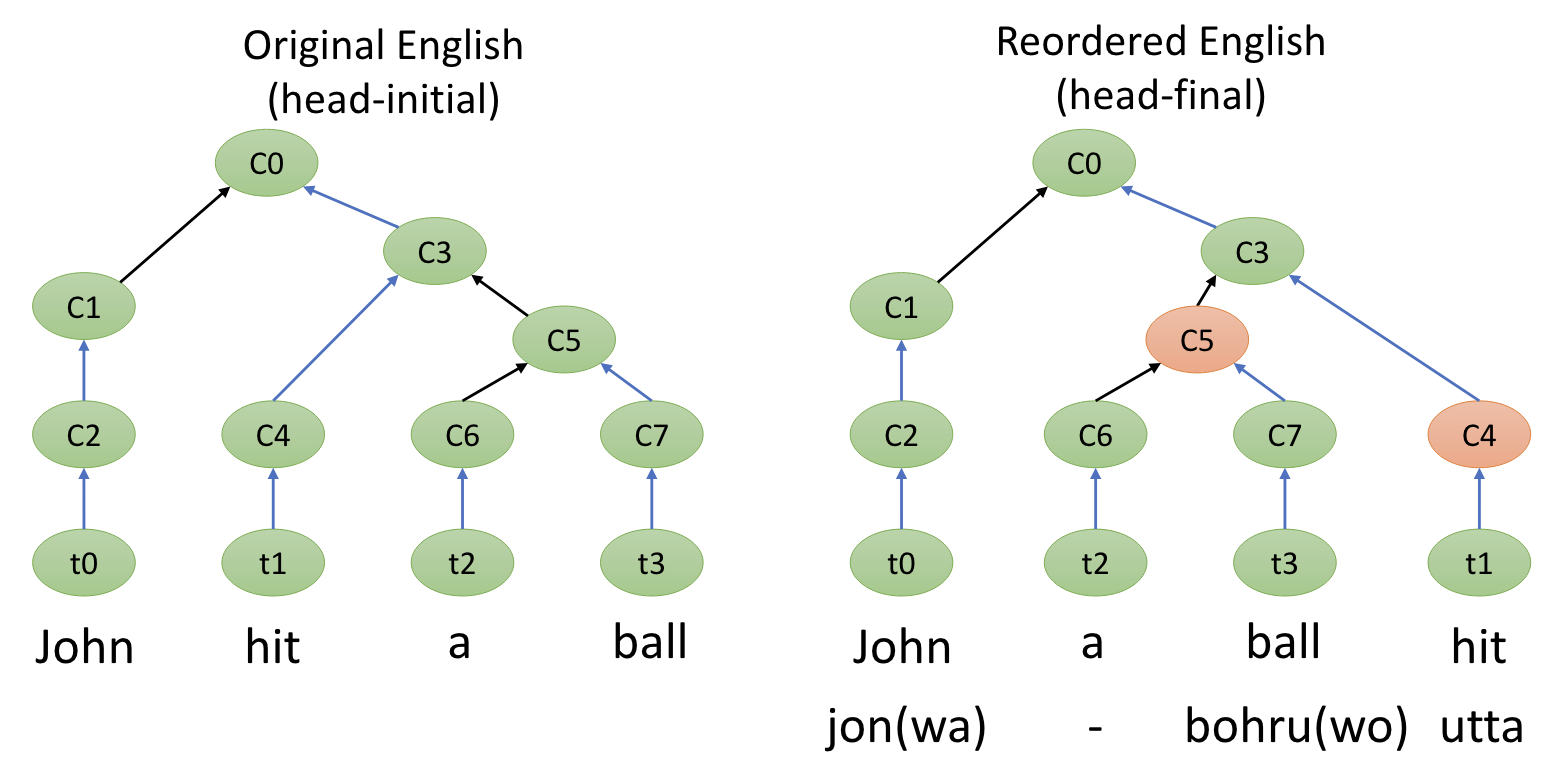 Original English
(head-initial)
C0
C3
C1
C5
C2
C4
C6
C7
t0
t1
t2
t3
John hit a ball
Reordered English
(head-final)
C0
C3
C1
C5
C2
C6
C7
C4
t0
t2
t3
t1
John a ball hit
jon(wa) - bohru(wo) utta